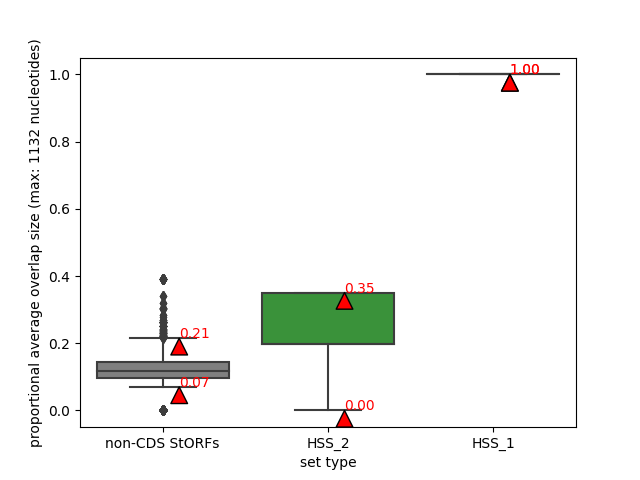 proportional average overlap size (max: 1132 nucleotides)
1.0
0.8
0.6
0.4
0.2
0.0
1.00
0.35
0.21
0.07
0.00
non-CDS StORFs
HSS_2
HSS_1
set type